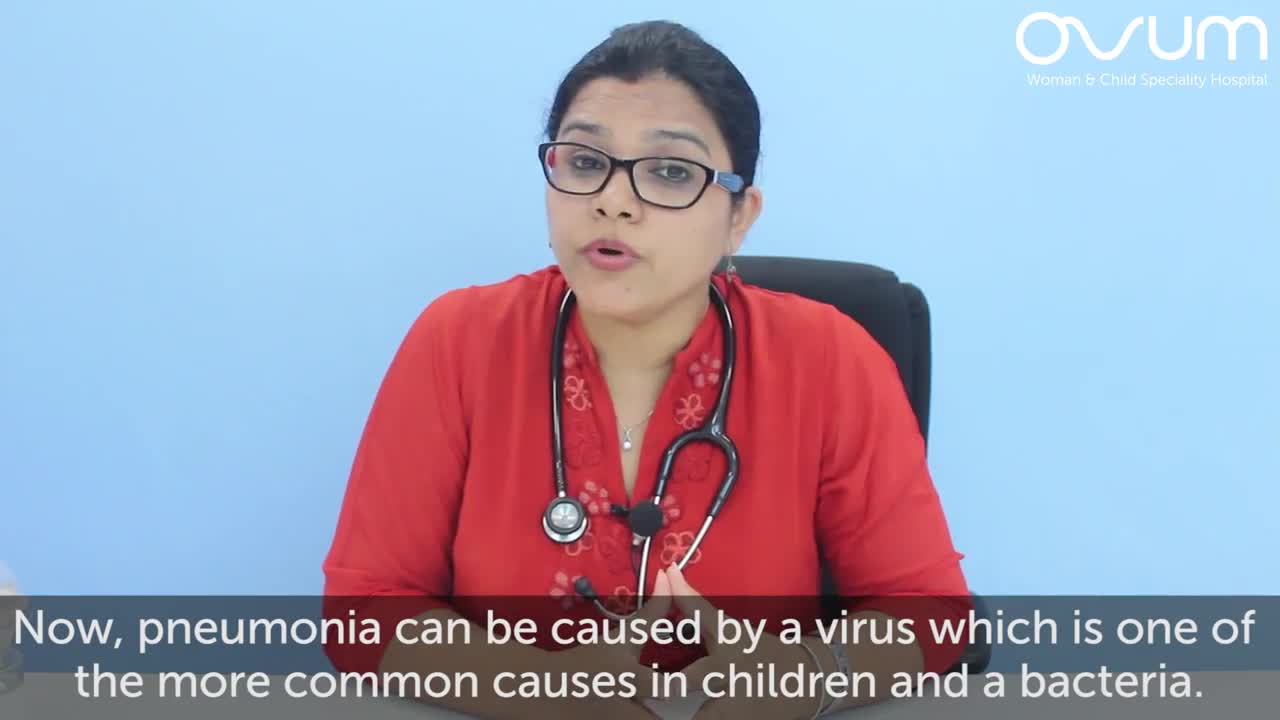 Ovum
Woman & Child Speciality Hospital
Now, pneumonia can be caused by a virus which is one of
the more common causes in children and a bacteria.